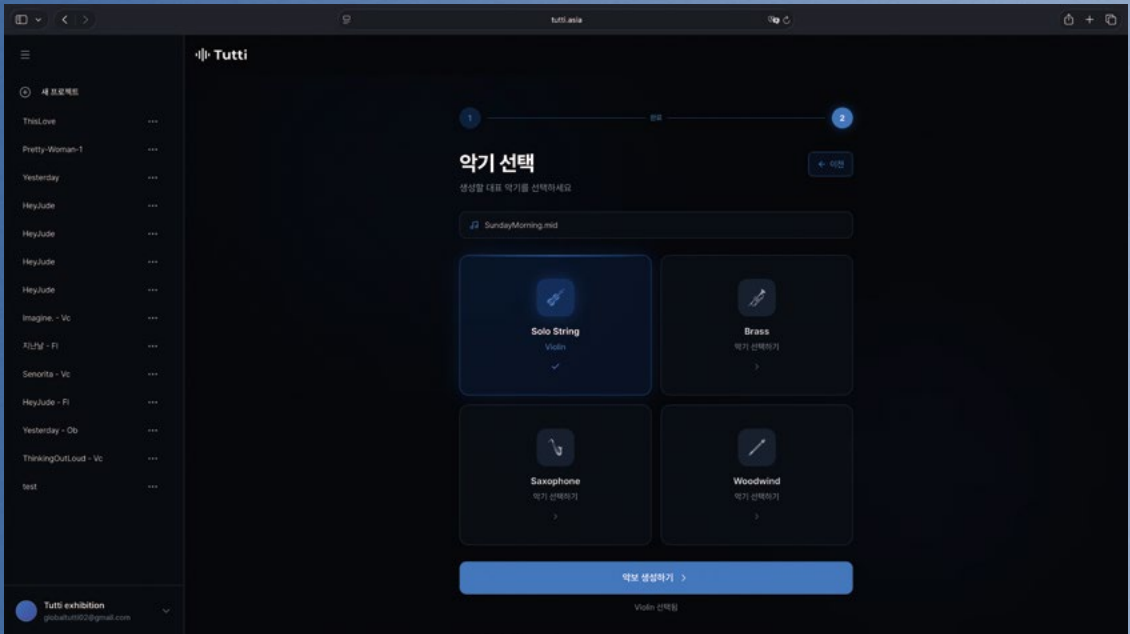 tutti.asia
Tutti
새 프로젝트
ThisLove
Pretty-Woman-1
Yesterday
HeyJude
HeyJude
HeyJude
HeyJude
Imagine. - Vc
지난날 - Fl
Senorita - Vc
HeyJude - Fl
Yesterday - Ob
ThinkingOutLoud - Vc
test
Tutti exhibition
globaltutti02@gmail.com
1
완료
2
악기 선택
← 이전
생성할 대표 악기를 선택하세요
SundayMorning.mid
Solo String
Violin
Brass
악기 선택하기
Saxophone
악기 선택하기
Woodwind
악기 선택하기
악보 생성하기 >
Violin 선택됨